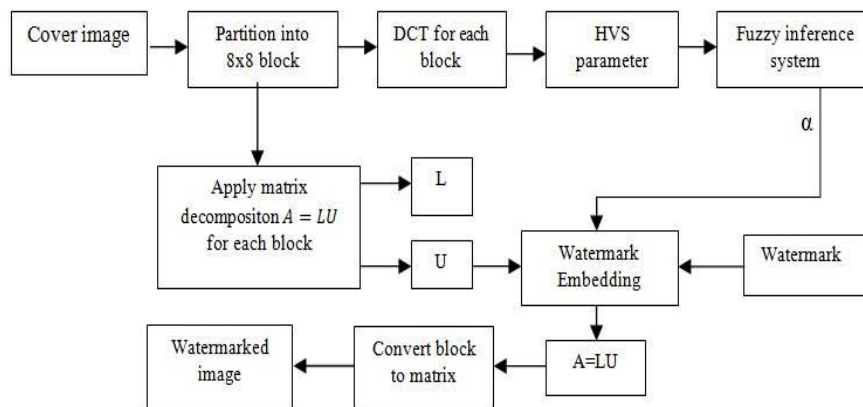 Cover image
Partition into
8x8 block
DCT for each
block
HVS
parameter
Fuzzy inference
system
α
Apply matrix
decompositon A = LU
for each block
L
U
Watermark
Embedding
Watermark
Watermarked
image
Convert block
to matrix
A=LU